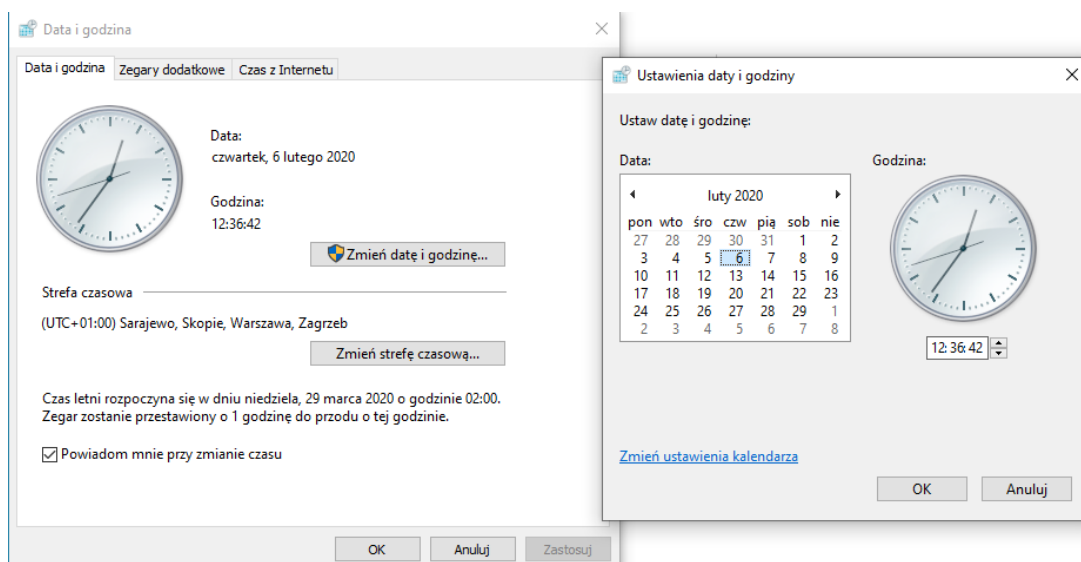 Data i godzina
Data i godzina Zegary dodatkowe Czas z Internetu
Data:
czwartek, 6 lutego 2020
Godzina:
12:36:42
Zmień datę i godzinę...
Strefa czasowa
(UTC+01:00) Sarajewo, Skopie, Warszawa, Zagrzeb
Zmień strefę czasową...
Czas letni rozpoczyna się w dniu niedziela, 29 marca 2020 o godzinie 02:00.
Zegar zostanie przestawiony o 1 godzinę do przodu o tej godzinie.
Powiadom mnie przy zmianie czasu
OK Anuluj Zastosuj
Ustawienia daty i godziny
Ustaw datę i godzinę:
Data:
luty 2020
pon wto śro czw pią sob nie
27 28 29 30 31 1 2
3 4 5 6 7 8 9
10 11 12 13 14 15 16
17 18 19 20 21 22 23
24 25 26 27 28 29 1
2 3 4 5 6 7 8
Godzina:
12:36:42
Zmień ustawienia kalendarza
OK Anuluj